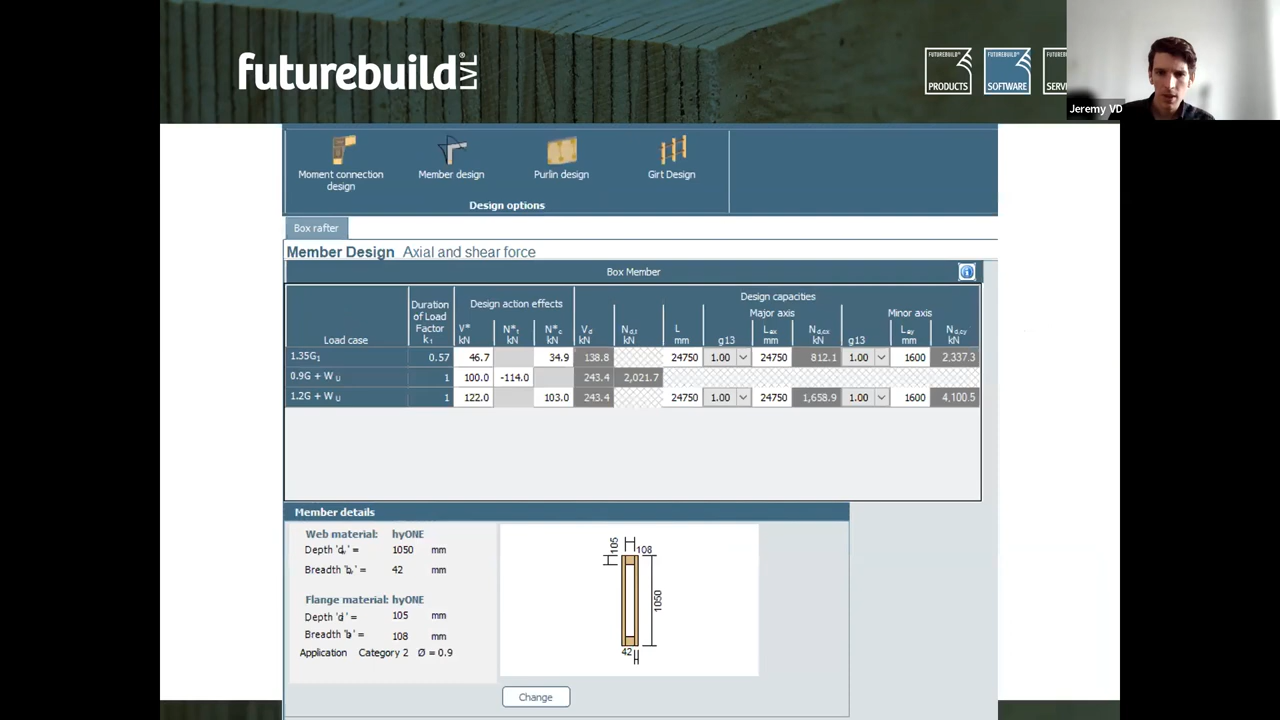 futurebuild LVL®
FUTUREBUILD® PRODUCTS
FUTUREBUILD® SOFTWARE
Jeremy VD
Moment connection design
Member design
Purlin design
Girt Design
Design options
Box rafter
Member Design Axial and shear force
Box Member
Load case
Duration of Load Factor k1
Design action effects
Design capacities
Major axis
Minor axis
V* kN
N*t kN
N*c kN
Vd kN
Nd,t kN
L mm
g13
Lax mm
Nd,cx kN
g13
Lay mm
Nd,cy kN
1.35G1 0.57 46.7 34.9 138.8 24750 1.00 24750 812.1 1.00 1600 2,337.3
0.9G + WU 1 100.0 -114.0 243.4 2,021.7
1.2G + WU 1 122.0 103.0 243.4 24750 1.00 24750 1,658.9 1.00 1600 4,100.5
Member details
Web material: hyONE
Depth 'dw' = 1050 mm
Breadth 'b' = 42 mm
Flange material: hyONE
Depth 'd' = 105 mm
Breadth 'b' = 108 mm
Application Category 2 Ø = 0.9
105
108
1050
42
Change